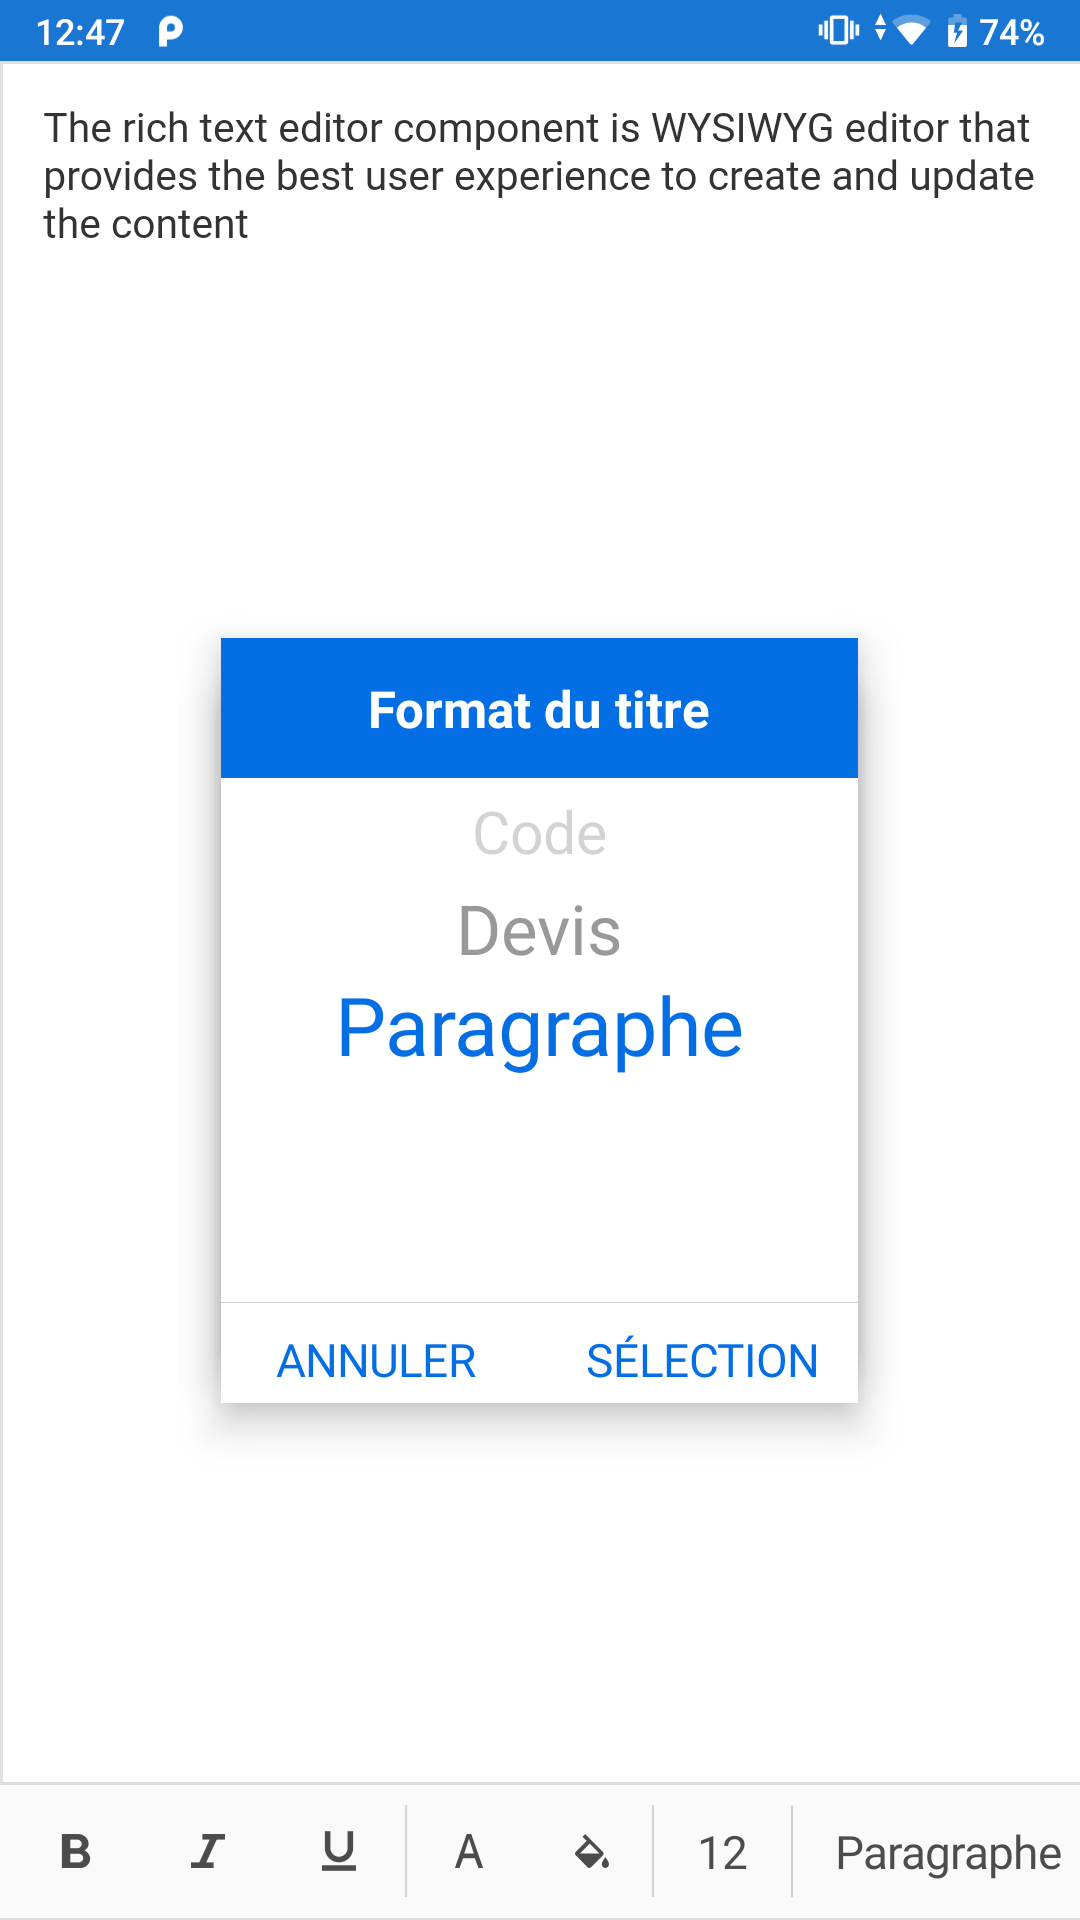 12:47
74%
The rich text editor component is WYSIWYG editor that
provides the best user experience to create and update
the content
Format du titre
Code
Devis
Paragraphe
ANNULER SÉLECTION
B I U A 12 Paragraphe